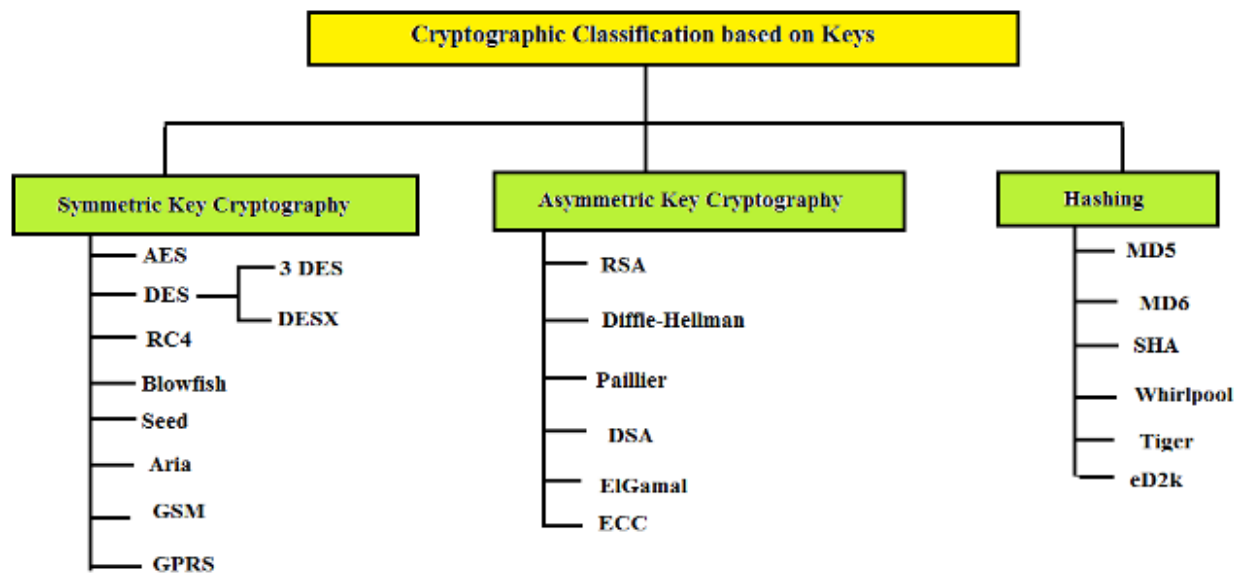 Cryptographic Classification based on Keys
Symmetric Key Cryptography
AES
DES
3 DES
DESX
RC4
Blowfish
Seed
Aria
GSM
GPRS
Asymmetric Key Cryptography
RSA
Diffle-Hellman
Paillier
DSA
ElGamal
ECC
Hashing
MD5
MD6
SHA
Whirlpool
Tiger
eD2k